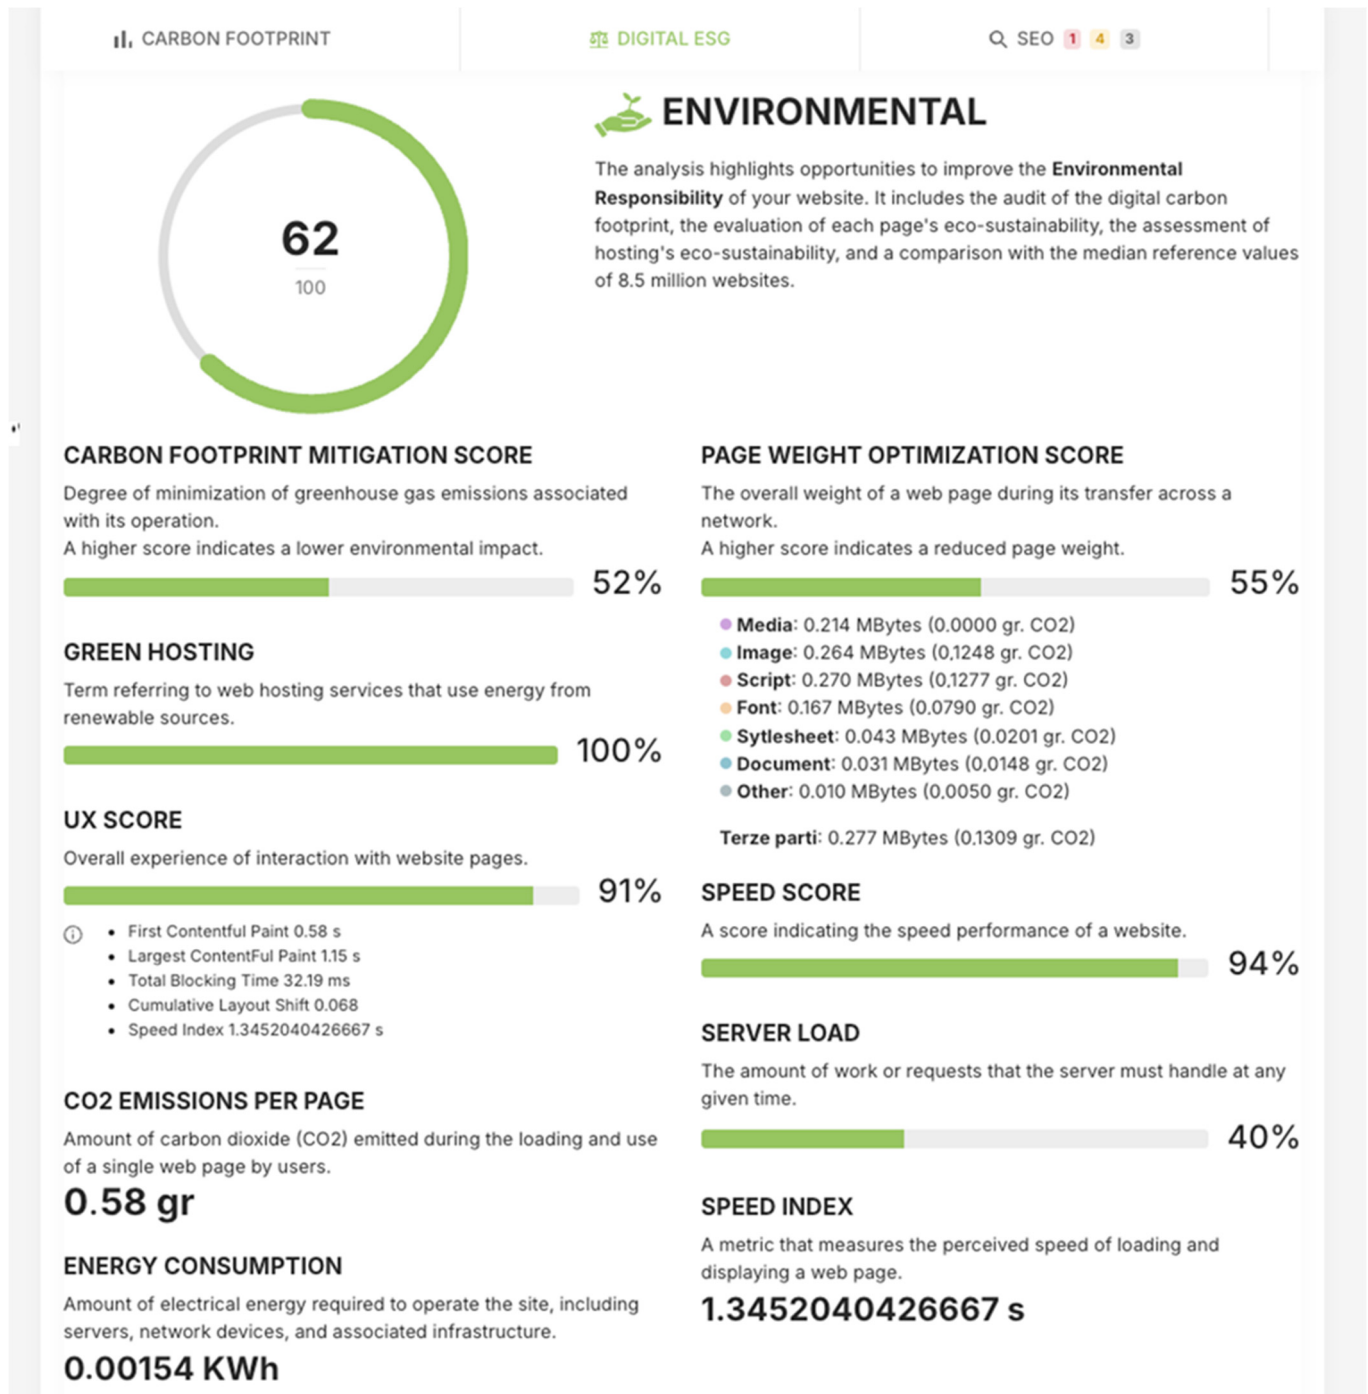 CARBON FOOTPRINT
DIGITAL ESG
SEO 1 4 3
62
100
ENVIRONMENTAL
The analysis highlights opportunities to improve the Environmental
Responsibility of your website. It includes the audit of the digital carbon
footprint, the evaluation of each page's eco-sustainability, the assessment of
hosting's eco-sustainability, and a comparison with the median reference values
of 8.5 million websites.
CARBON FOOTPRINT MITIGATION SCORE
Degree of minimization of greenhouse gas emissions associated
with its operation.
A higher score indicates a lower environmental impact.
52%
GREEN HOSTING
Term referring to web hosting services that use energy from
renewable sources.
100%
UX SCORE
Overall experience of interaction with website pages.
91%
• First Contentful Paint 0.58 s
• Largest ContentFul Paint 1.15 s
• Total Blocking Time 32.19 ms
• Cumulative Layout Shift 0.068
• Speed Index 1.3452040426667 s
CO2 EMISSIONS PER PAGE
Amount of carbon dioxide (CO2) emitted during the loading and use
of a single web page by users.
0.58 gr
ENERGY CONSUMPTION
Amount of electrical energy required to operate the site, including
servers, network devices, and associated infrastructure.
0.00154 KWh
PAGE WEIGHT OPTIMIZATION SCORE
The overall weight of a web page during its transfer across a
network.
A higher score indicates a reduced page weight.
55%
Media: 0.214 MBytes (0.0000 gr. CO2)
Image: 0.264 MBytes (0,1248 gr. CO2)
Script: 0.270 MBytes (0,1277 gr. CO2)
Font: 0.167 MBytes (0.0790 gr. CO2)
Sytlesheet: 0.043 MBytes (0.0201 gr. CO2)
Document: 0.031 MBytes (0,0148 gr. CO2)
Other: 0.010 MBytes (0,0050 gr. CO2)
Terze parti: 0.277 MBytes (0,1309 gr. CO2)
SPEED SCORE
A score indicating the speed performance of a website.
94%
SERVER LOAD
The amount of work or requests that the server must handle at any
given time.
40%
SPEED INDEX
A metric that measures the perceived speed of loading and
displaying a web page.
1.3452040426667 s